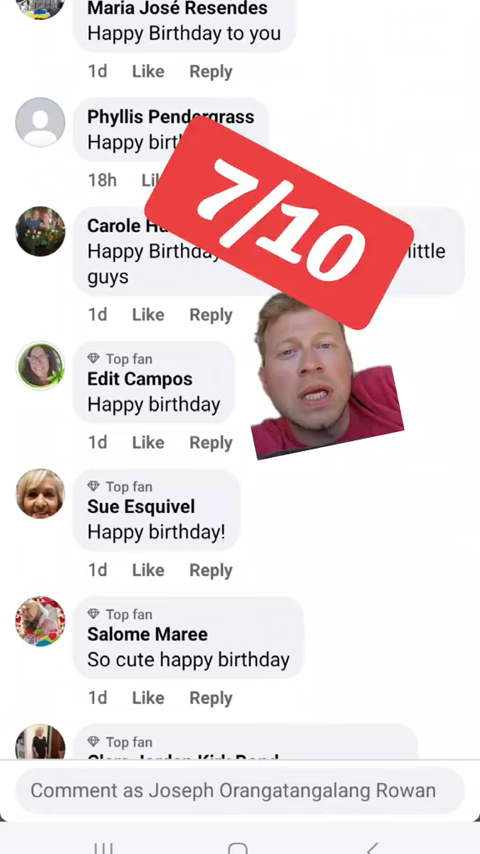 Maria José Resendes
Happy Birthday to you
1d Like Reply
Phyllis Pendergrass
Happy
18h
Carole
Happy Birthday little
guys
1d Like Reply
Top fan
Edit Campos
Happy birthday
1d Like Reply
Top fan
Sue Esquivel
Happy birthday!
1d Like Reply
Top fan
Salome Maree
So cute happy birthday
1d Like Reply
Top fan
Comment as Joseph Orangatangalang Rowan
7/10